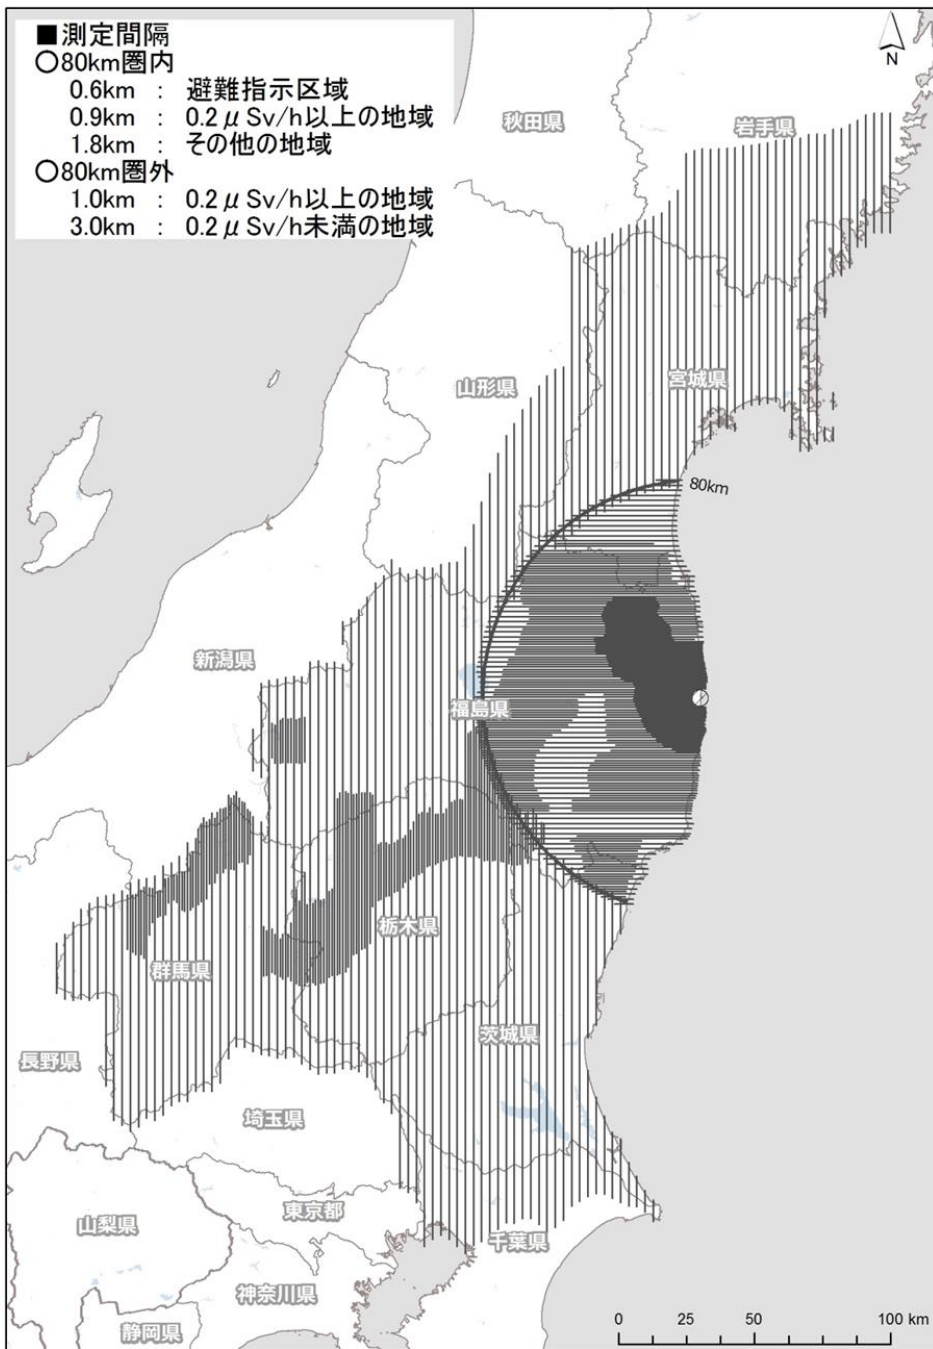 ■測定間隔
○80km圏内
0.6km : 避難指示区域
0.9km : 0.2μSv/h以上の地域
1.8km : その他の地域
○80km圏外
1.0km : 0.2μSv/h以上の地域
3.0km : 0.2μSv/h未満の地域
N
秋田県
岩手県
山形県
宮城県
80km
新潟県
福島県
栃木県
群馬県
茨城県
長野県
埼玉県
東京都
山梨県
千葉県
神奈川県
静岡県
0 25 50 100 km